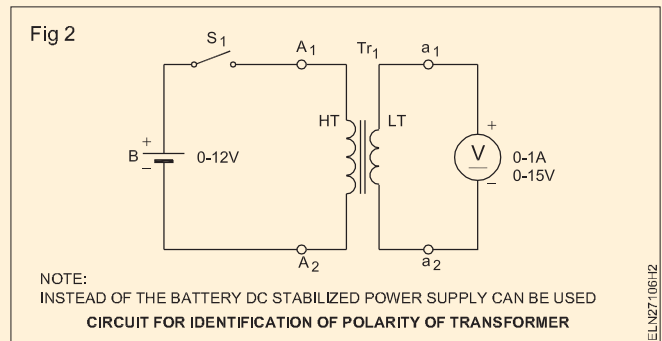 Fig 2
S1
A1
Tr1
a1
HT
LT
+
B
–
0-12V
+
V
–
0-1A
0-15V
A2
a2
NOTE:
INSTEAD OF THE BATTERY DC STABILIZED POWER SUPPLY CAN BE USED
CIRCUIT FOR IDENTIFICATION OF POLARITY OF TRANSFORMER
ELN27106H2